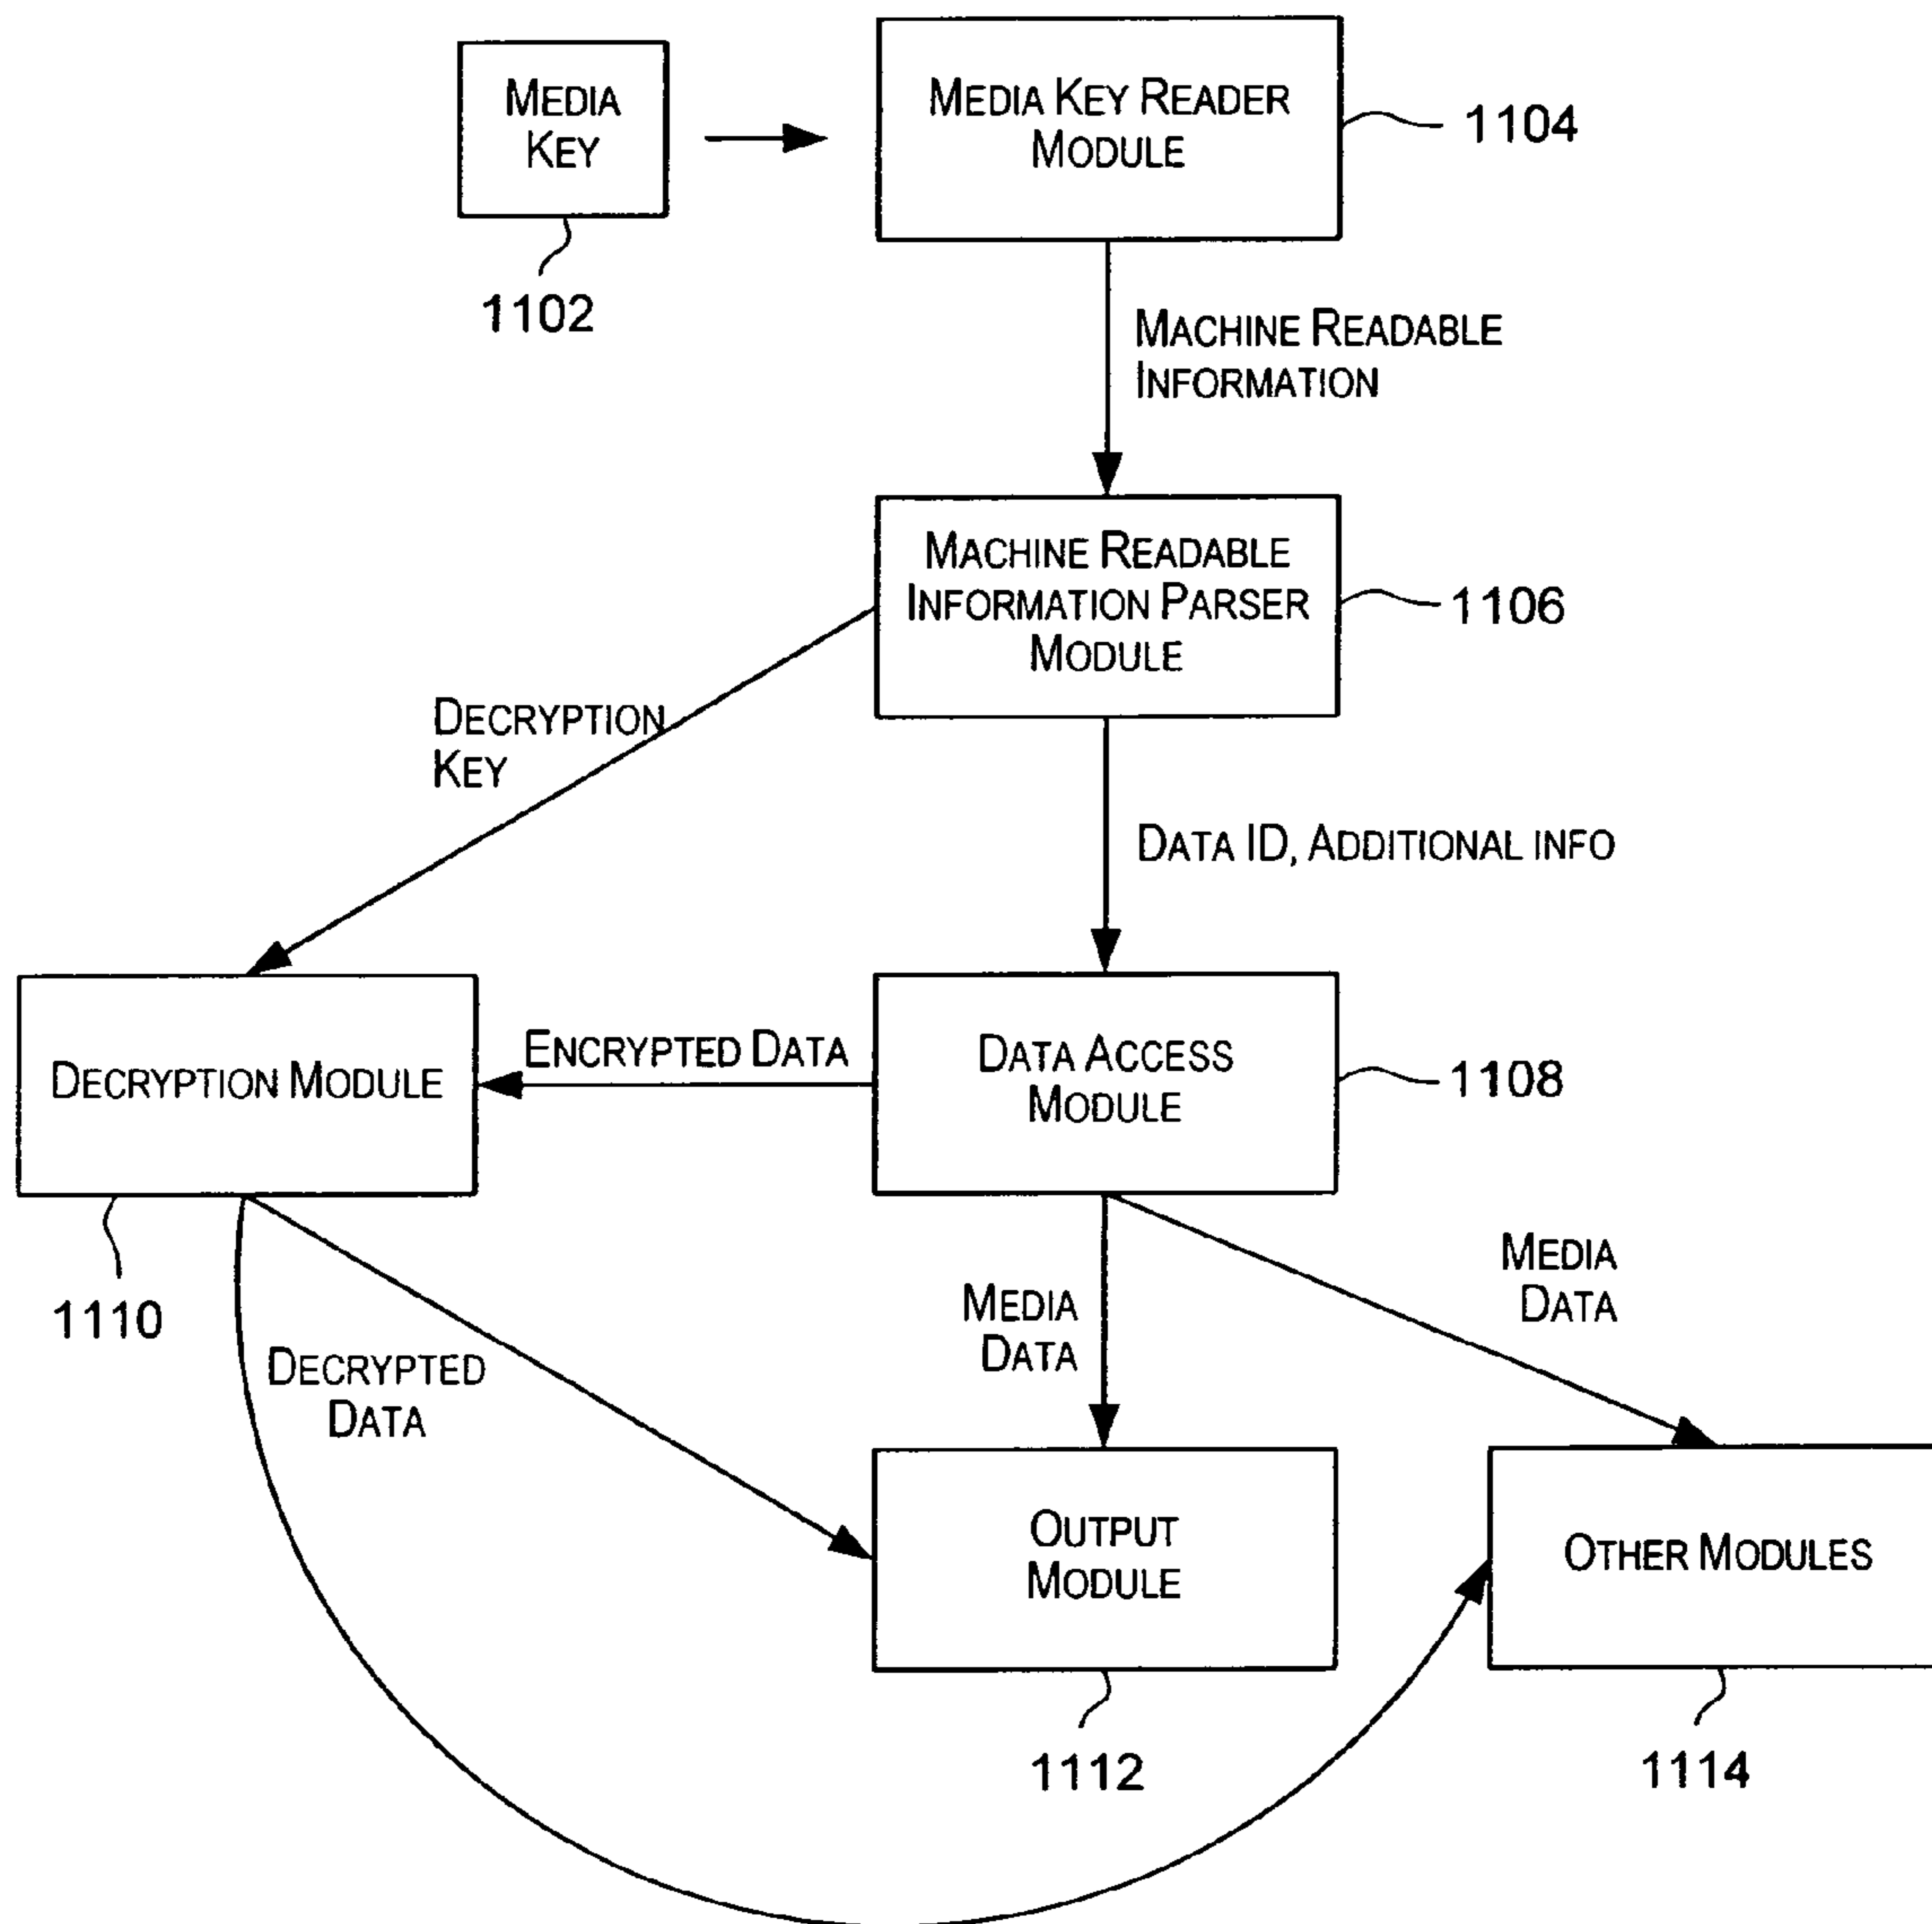 MEDIA
KEY
1102
MEDIA KEY READER
MODULE
1104
MACHINE READABLE
INFORMATION
MACHINE READABLE
INFORMATION PARSER
MODULE
1106
DECRYPTION
KEY
DATA ID, ADDITIONAL INFO
DECRYPTION MODULE
1110
ENCRYPTED DATA
DATA ACCESS
MODULE
1108
DECRYPTED
DATA
MEDIA
DATA
MEDIA
DATA
OUTPUT
MODULE
1112
OTHER MODULES
1114